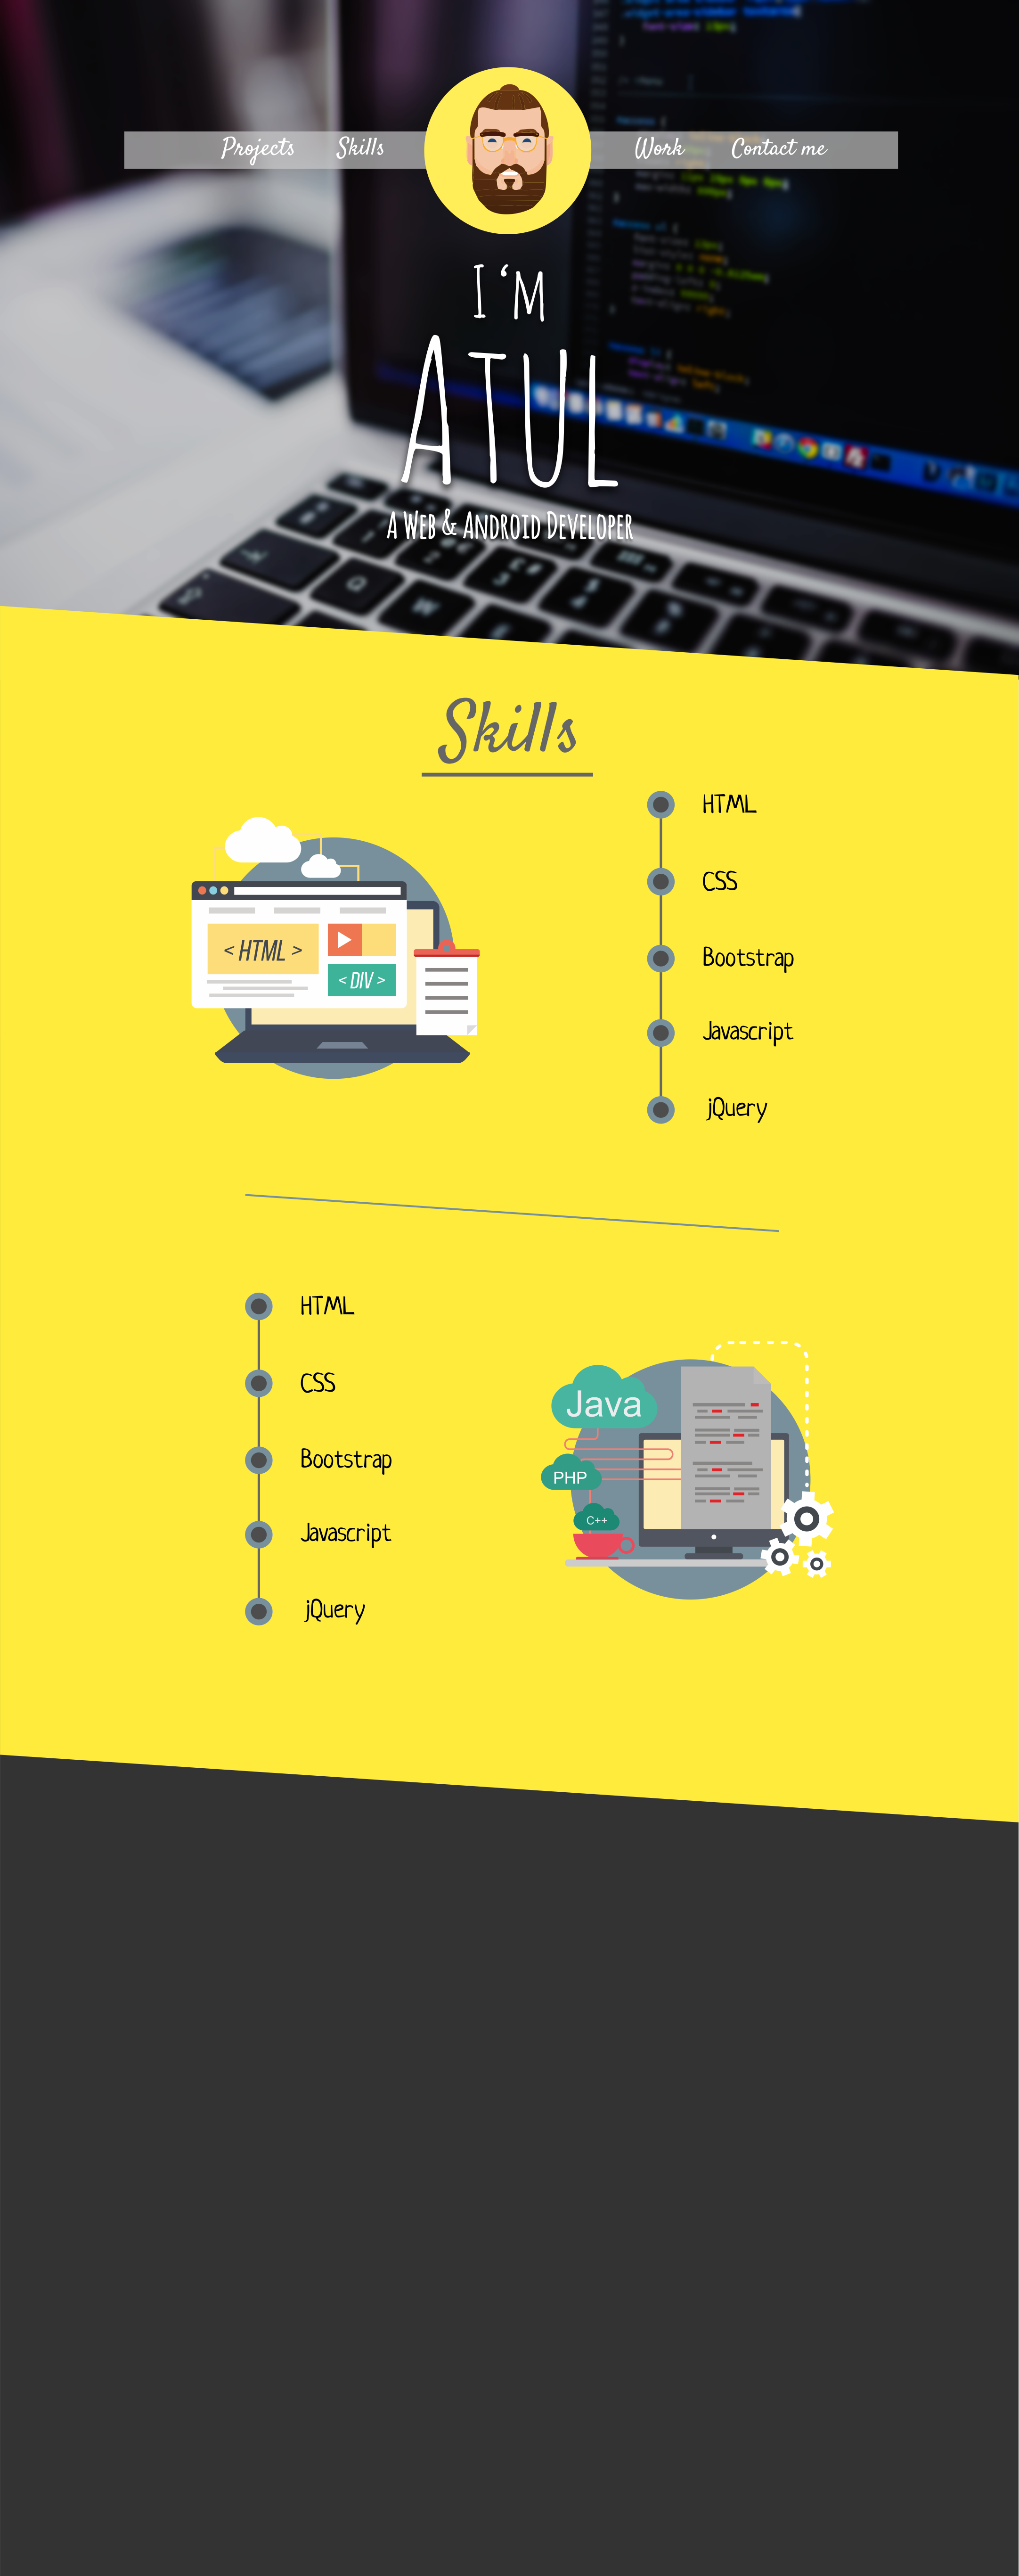 Projects Skills Work Contact me
I 'M
ATUL
A WEB & ANDROID DEVELOPER
Skills
HTML
CSS
Bootstrap
Javascript
jQuery
< HTML >
< DIV >
HTML
CSS
Bootstrap
Javascript
jQuery
Java
PHP
C++